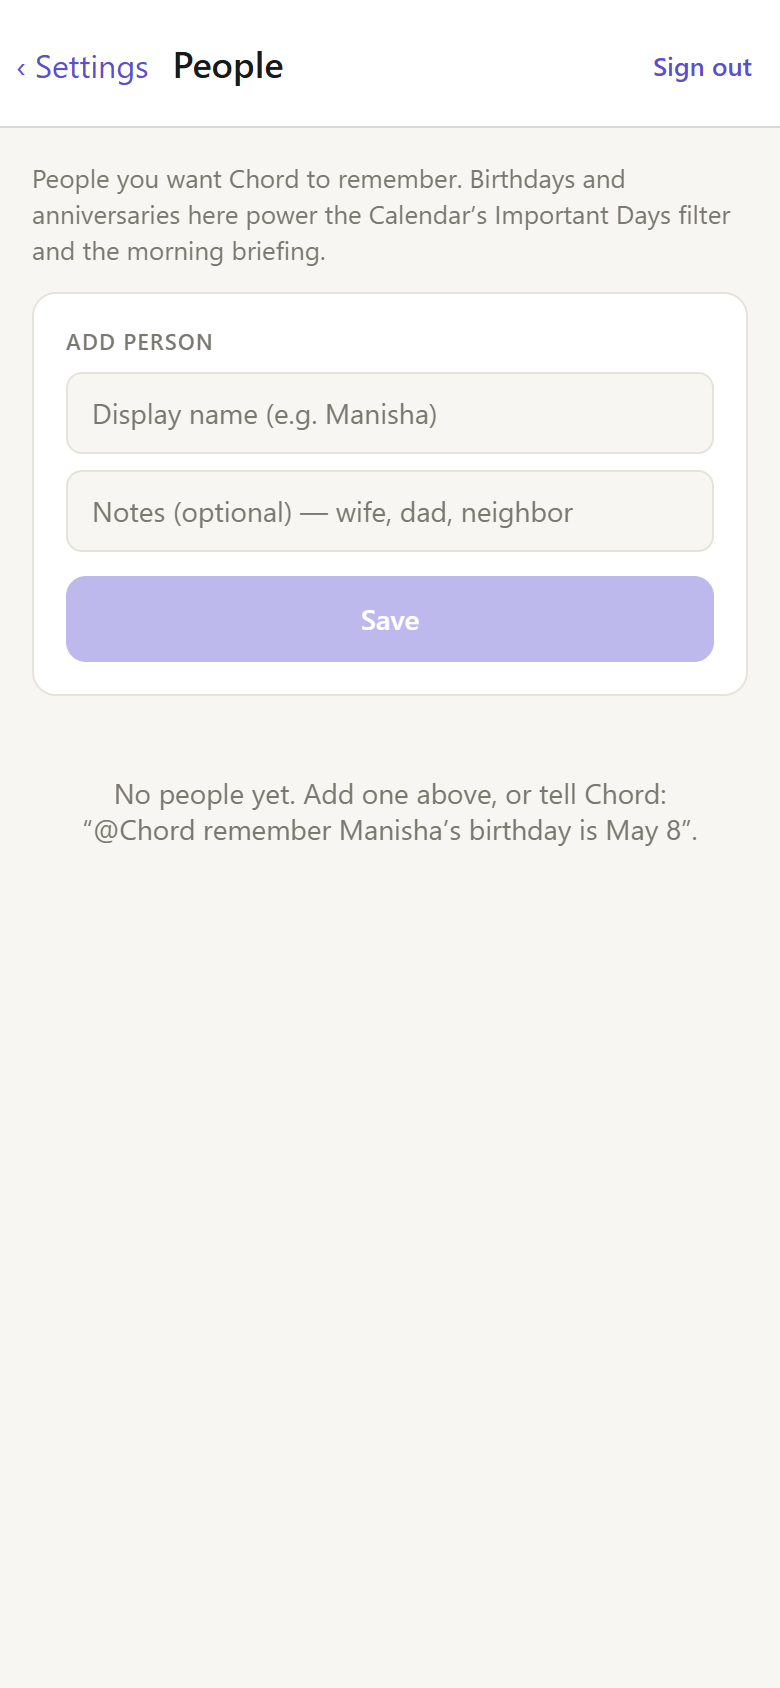 ‹ Settings People Sign out
People you want Chord to remember. Birthdays and
anniversaries here power the Calendar’s Important Days filter
and the morning briefing.
ADD PERSON
Display name (e.g. Manisha)
Notes (optional) — wife, dad, neighbor
Save
No people yet. Add one above, or tell Chord:
“@Chord remember Manisha’s birthday is May 8”.